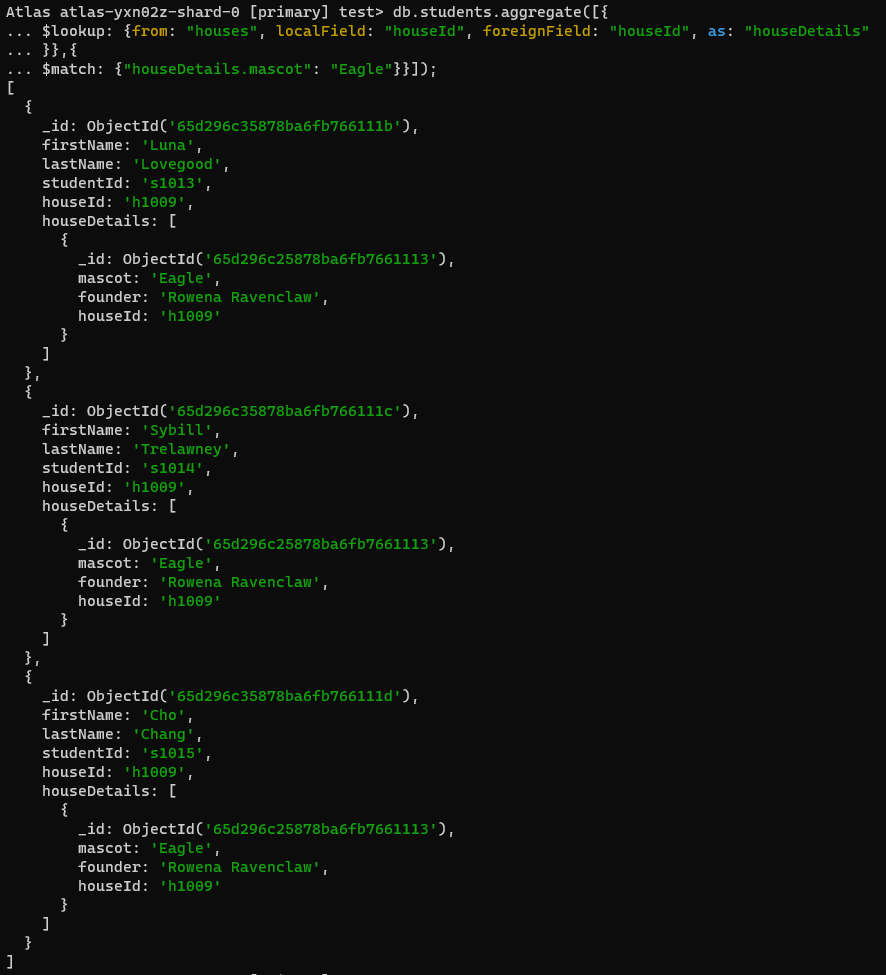 Atlas atlas-yxn02z-shard-0 [primary] test> db.students.aggregate([{
... $lookup: {from: "houses", localField: "houseId", foreignField: "houseId", as: "houseDetails"
... }},{
... $match: {"houseDetails.mascot": "Eagle"}}]);
[
  {
    _id: ObjectId('65d296c35878ba6fb766111b'),
    firstName: 'Luna',
    lastName: 'Lovegood',
    studentId: 's1013',
    houseId: 'h1009',
    houseDetails: [
      {
        _id: ObjectId('65d296c25878ba6fb7661113'),
        mascot: 'Eagle',
        founder: 'Rowena Ravenclaw',
        houseId: 'h1009'
      }
    ]
  },
  {
    _id: ObjectId('65d296c35878ba6fb766111c'),
    firstName: 'Sybill',
    lastName: 'Trelawney',
    studentId: 's1014',
    houseId: 'h1009',
    houseDetails: [
      {
        _id: ObjectId('65d296c25878ba6fb7661113'),
        mascot: 'Eagle',
        founder: 'Rowena Ravenclaw',
        houseId: 'h1009'
      }
    ]
  },
  {
    _id: ObjectId('65d296c35878ba6fb766111d'),
    firstName: 'Cho',
    lastName: 'Chang',
    studentId: 's1015',
    houseId: 'h1009',
    houseDetails: [
      {
        _id: ObjectId('65d296c25878ba6fb7661113'),
        mascot: 'Eagle',
        founder: 'Rowena Ravenclaw',
        houseId: 'h1009'
      }
    ]
  }
]